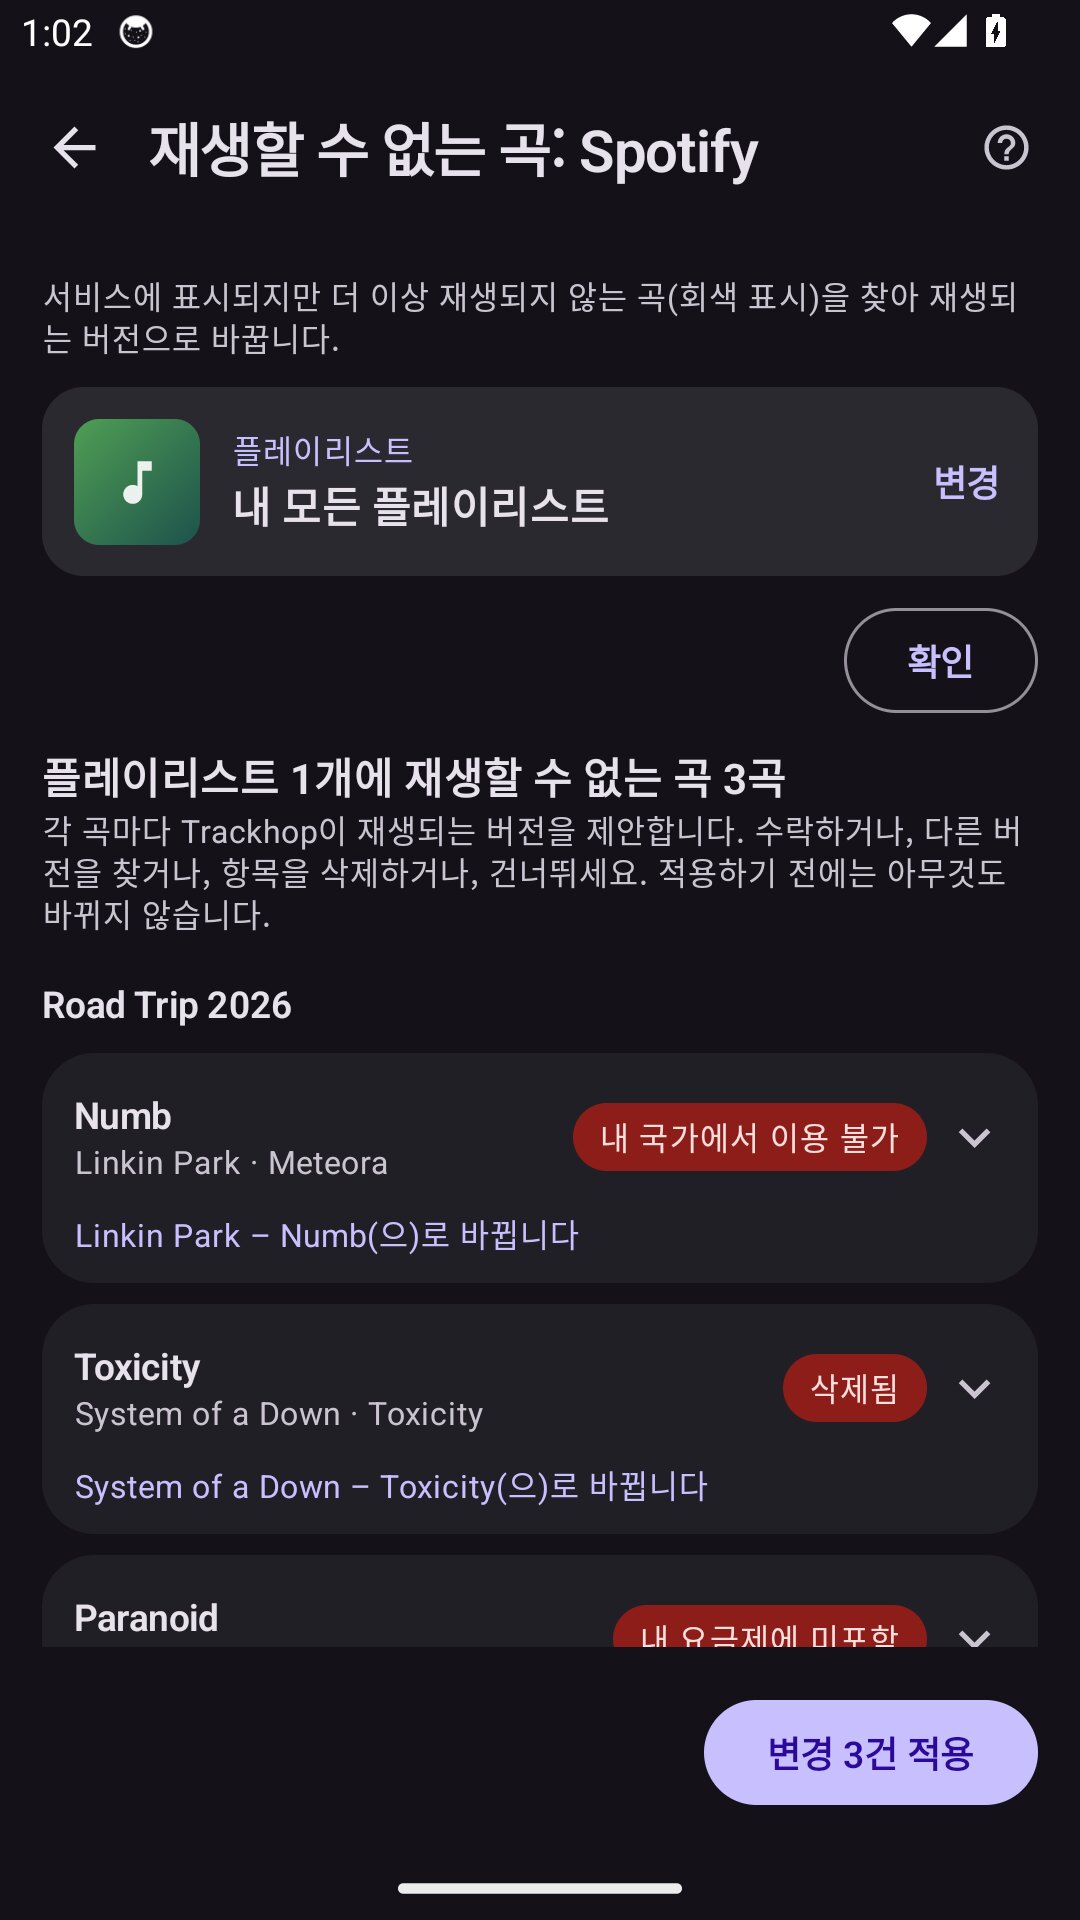 1:02
재생할 수 없는 곡: Spotify
서비스에 표시되지만 더 이상 재생되지 않는 곡(회색 표시)을 찾아 재생되
는 버전으로 바꿉니다.
플레이리스트
내 모든 플레이리스트
변경
확인
플레이리스트 1개에 재생할 수 없는 곡 3곡
각 곡마다 Trackhop이 재생되는 버전을 제안합니다. 수락하거나, 다른 버
전을 찾거나, 항목을 삭제하거나, 건너뛰세요. 적용하기 전에는 아무것도
바뀌지 않습니다.
Road Trip 2026
Numb
내 국가에서 이용 불가
Linkin Park · Meteora
Linkin Park – Numb(으)로 바뀝니다
Toxicity
삭제됨
System of a Down · Toxicity
System of a Down – Toxicity(으)로 바뀝니다
Paranoid
내 요금제에 미포함
변경 3건 적용